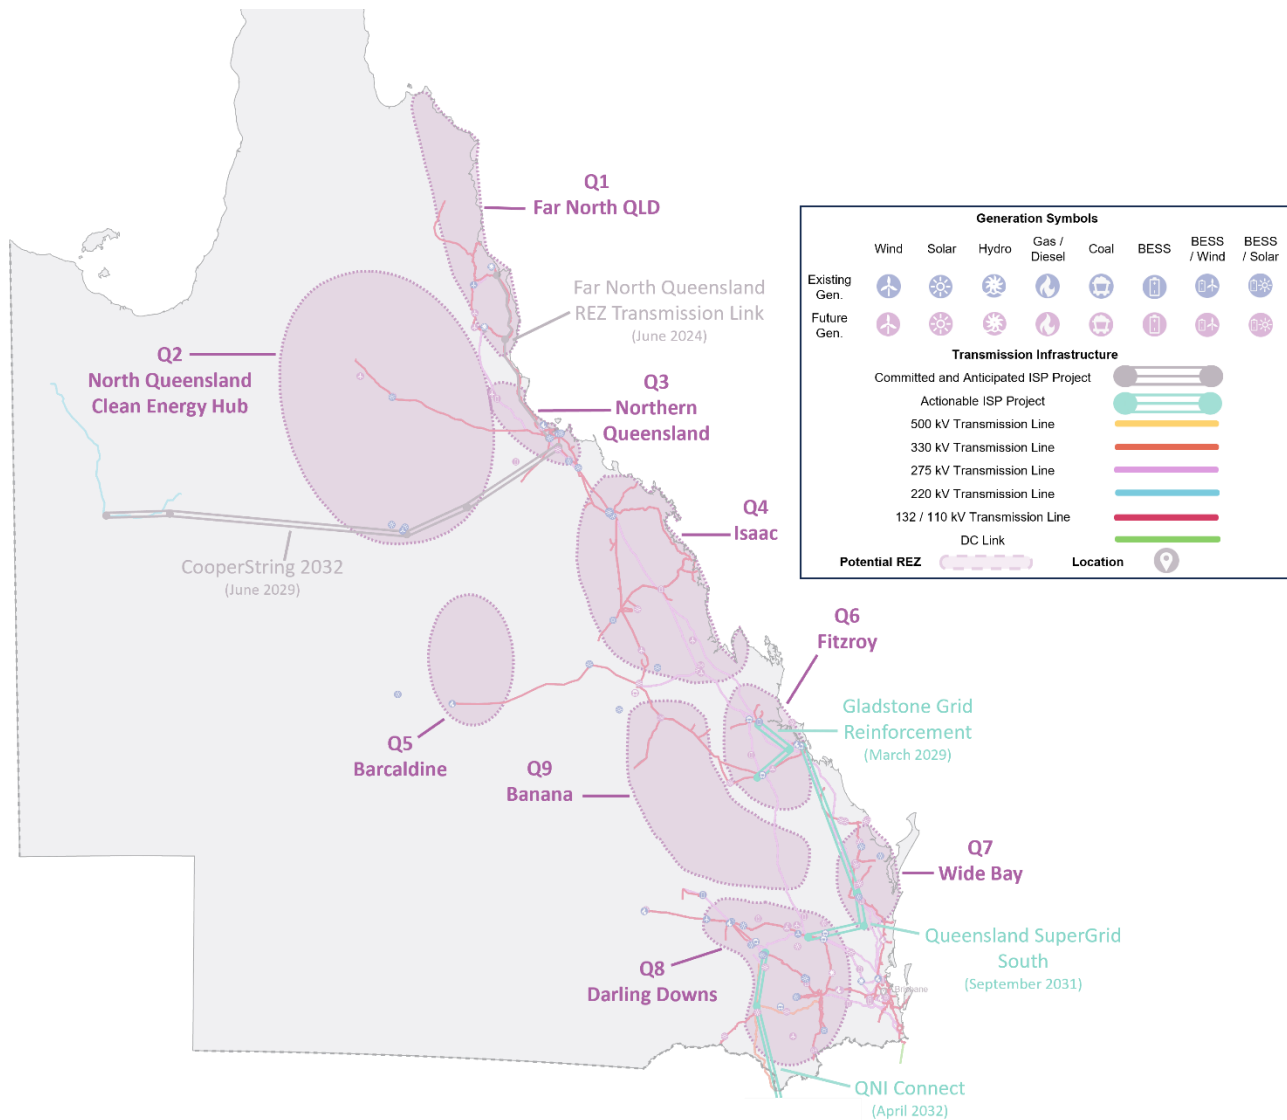 Q1
Far North QLD
Far North Queensland
REZ Transmission Link
(June 2024)
Q2
North Queensland
Clean Energy Hub
Q3
Northern
Queensland
Q4
Isaac
CooperString 2032
(June 2029)
Q5
Barcaldine
Q6
Fitzroy
Gladstone Grid
Reinforcement
(March 2029)
Q9
Banana
Q7
Wide Bay
Queensland SuperGrid
South
(September 2031)
Q8
Darling Downs
Brisbane
QNI Connect
(April 2032)
Generation Symbols
Wind
Solar
Hydro
Gas /
Diesel
Coal
BESS
BESS
/ Wind
BESS
/ Solar
Existing
Gen.
Future
Gen.
Transmission Infrastructure
Committed and Anticipated ISP Project
Actionable ISP Project
500 kV Transmission Line
330 kV Transmission Line
275 kV Transmission Line
220 kV Transmission Line
132 / 110 kV Transmission Line
DC Link
Potential REZ
Location